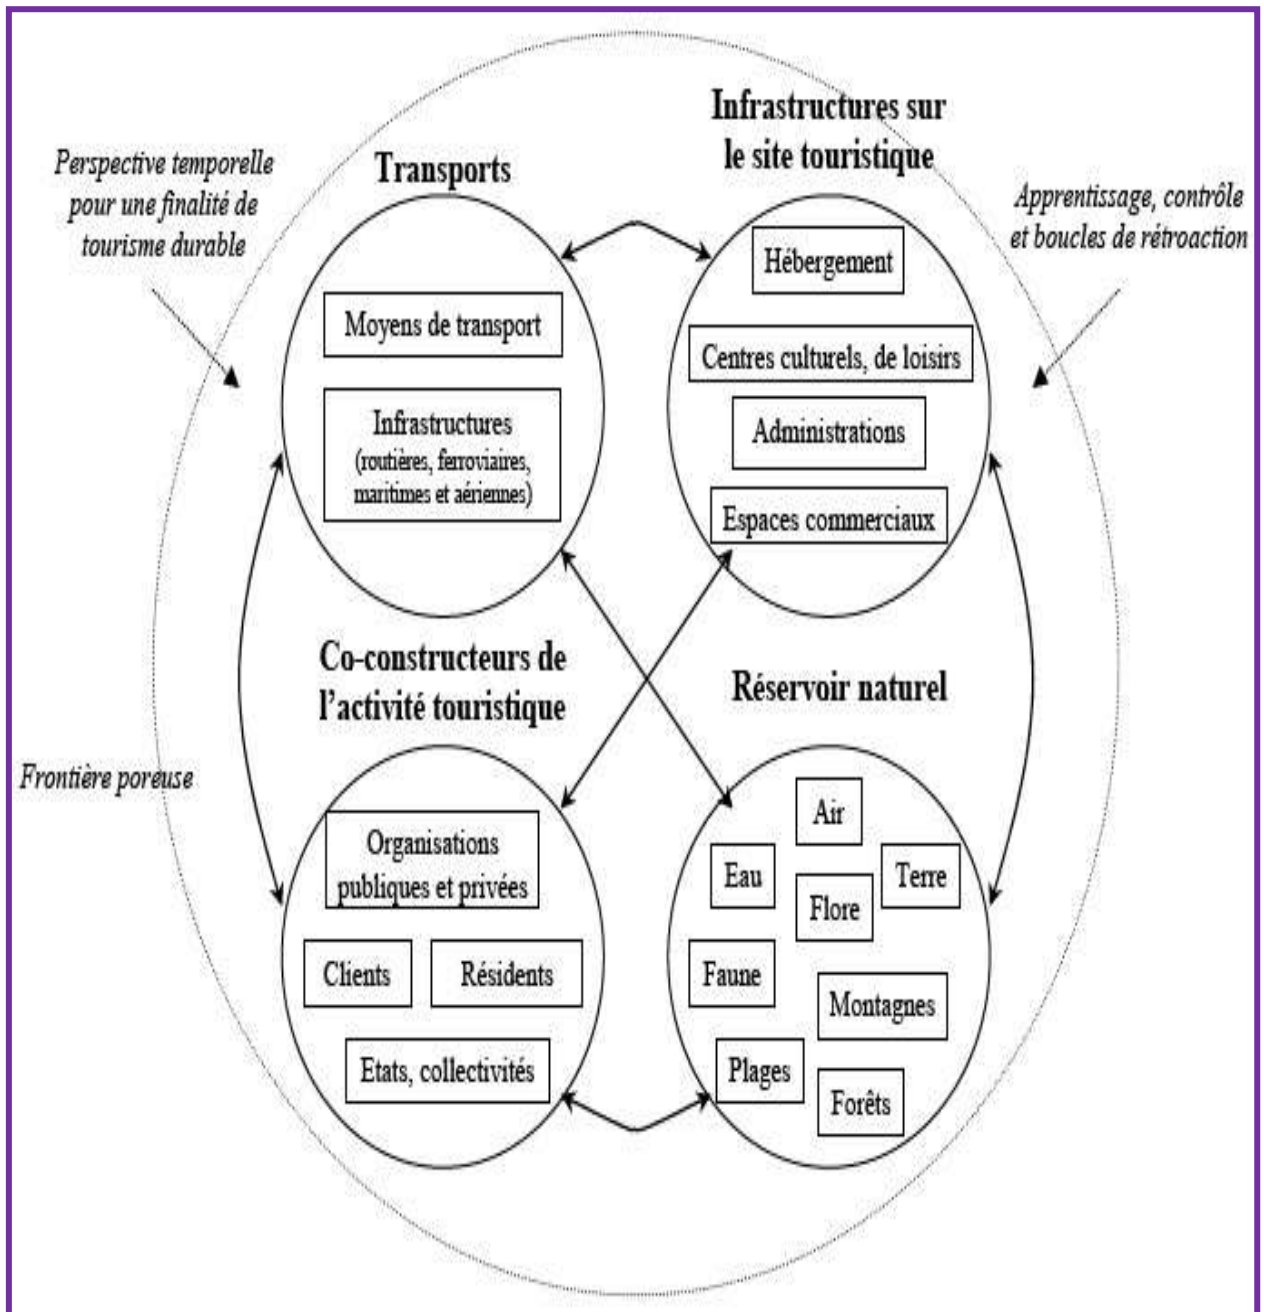 Infrastructures sur
le site touristique
Transports
Perspective temporelle
pour une finalité de
tourisme durable
Apprentissage, contrôle
et boucles de rétroaction
Moyens de transport
Infrastructures
(routières, ferroviaires,
maritimes et aériennes)
Hébergement
Centres culturels, de loisirs
Administrations
Espaces commerciaux
Co-constructeurs de
l'activité touristique
Réservoir naturel
Frontière poreuse
Organisations
publiques et privées
Clients
Résidents
Etats, collectivités
Air
Eau
Terre
Flore
Faune
Montagnes
Plages
Forêts